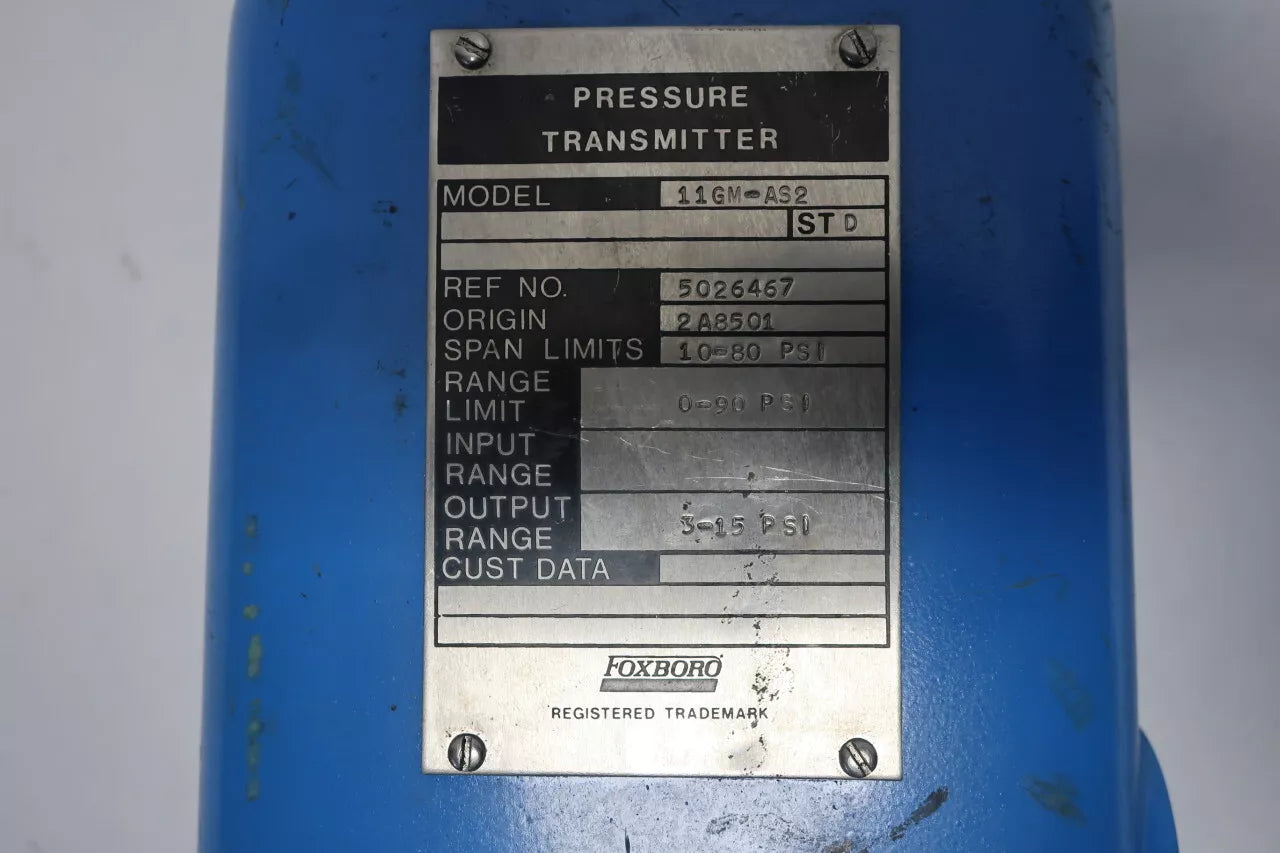 PRESSURE
TRANSMITTER
MODEL 11GM-AS2
ST D
REF NO. 5026467
ORIGIN 2A8501
SPAN LIMITS 10-80 PSI
RANGE
LIMIT 0-90 PSI
INPUT
RANGE
OUTPUT
RANGE 3-15 PSI
CUST DATA
FOXBORO
REGISTERED TRADEMARK